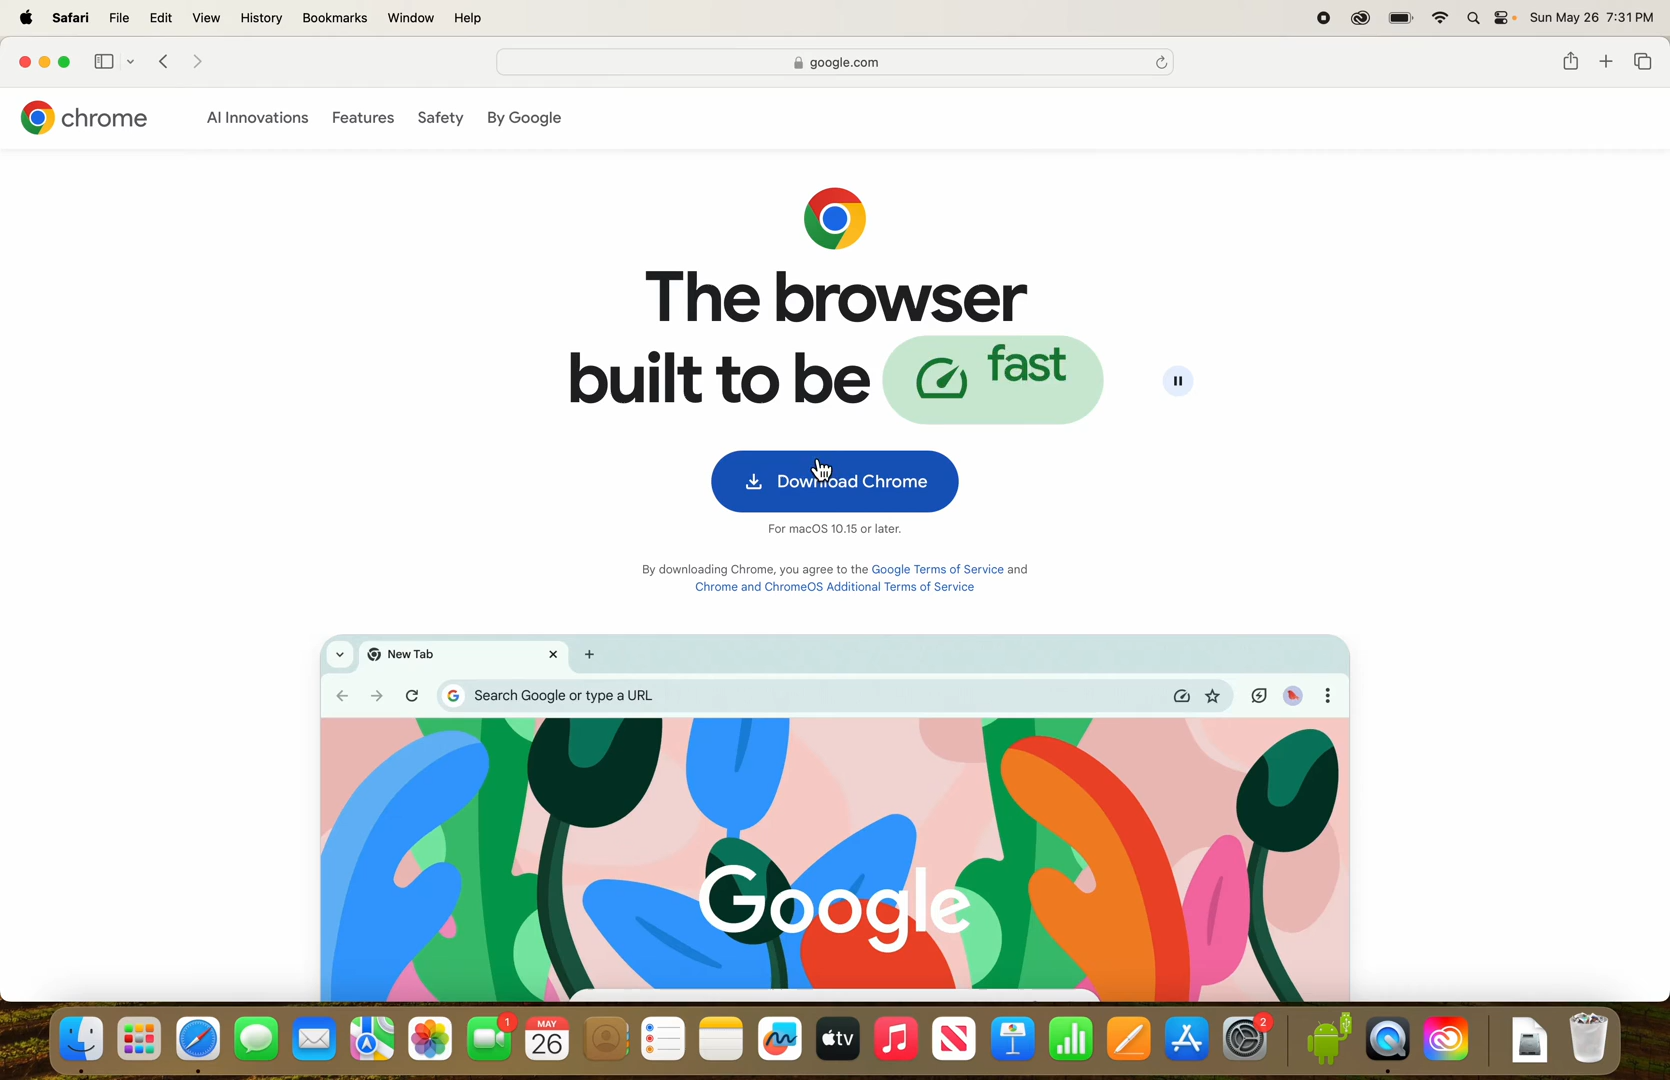 Safari File Edit View History Bookmarks Window Help Sun May 26 7:31 PM
google.com
chrome AI Innovations Features Safety By Google
The browser
built to be fast
Download Chrome
For macOS 10.15 or later.
By downloading Chrome, you agree to the Google Terms of Service and
Chrome and ChromeOS Additional Terms of Service
New Tab
Search Google or type a URL
Google
1
MAY
26
tv
2